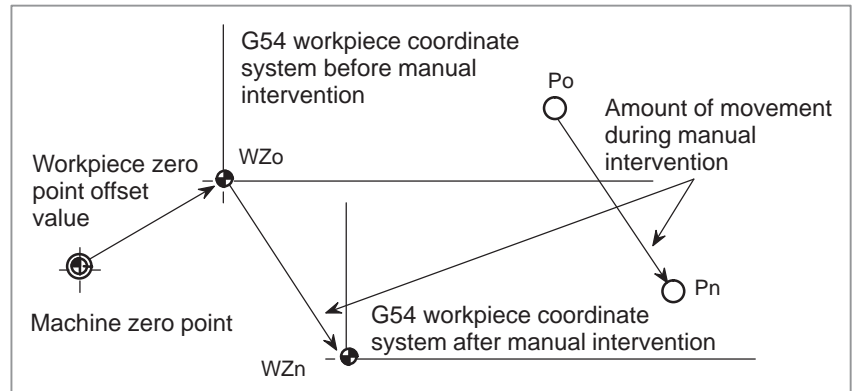 G54 workpiece coordinate
system before manual
intervention
Po
Amount of movement
during manual
intervention
WZo
Workpiece zero
point offset
value
Machine zero point
Pn
G54 workpiece coordinate
system after manual intervention
WZn